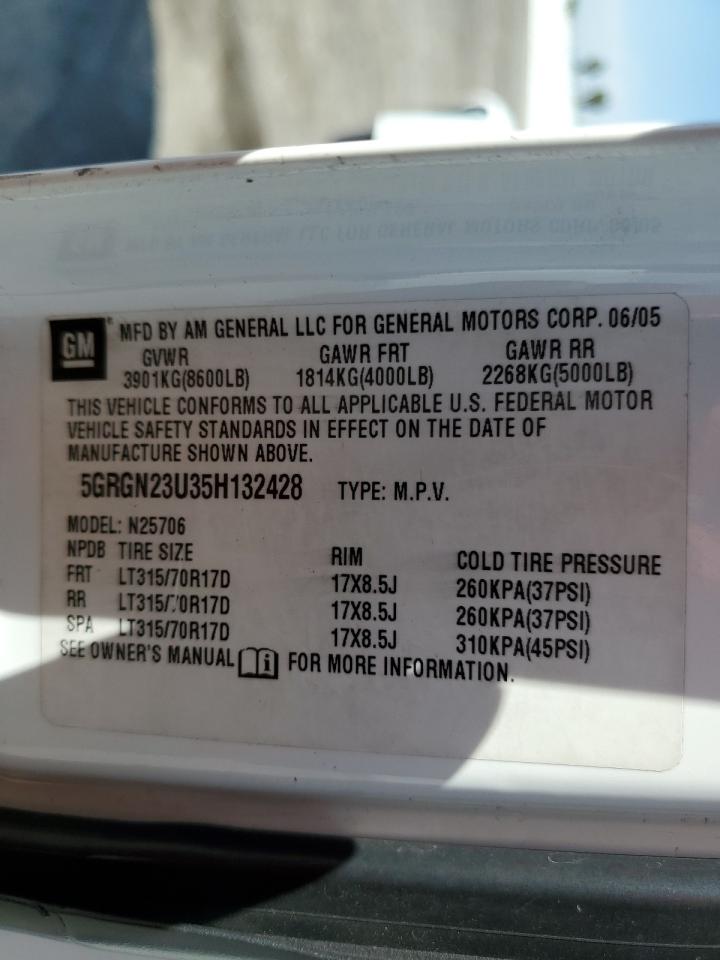 GM® MFD BY AM GENERAL LLC FOR GENERAL MOTORS CORP. 06/05
GVWR GAWR FRT GAWR RR
3901KG(8600LB) 1814KG(4000LB) 2268KG(5000LB)
THIS VEHICLE CONFORMS TO ALL APPLICABLE U.S. FEDERAL MOTOR
VEHICLE SAFETY STANDARDS IN EFFECT ON THE DATE OF
MANUFACTURE SHOWN ABOVE.
5GRGN23U35H132428 TYPE: M.P.V.
MODEL: N25706
NPDB TIRE SIZE RIM COLD TIRE PRESSURE
FRT LT315/70R17D 17X8.5J 260KPA(37PSI)
RR LT315/70R17D 17X8.5J 260KPA(37PSI)
SPA LT315/70R17D 17X8.5J 310KPA(45PSI)
SEE OWNER'S MANUAL i FOR MORE INFORMATION.